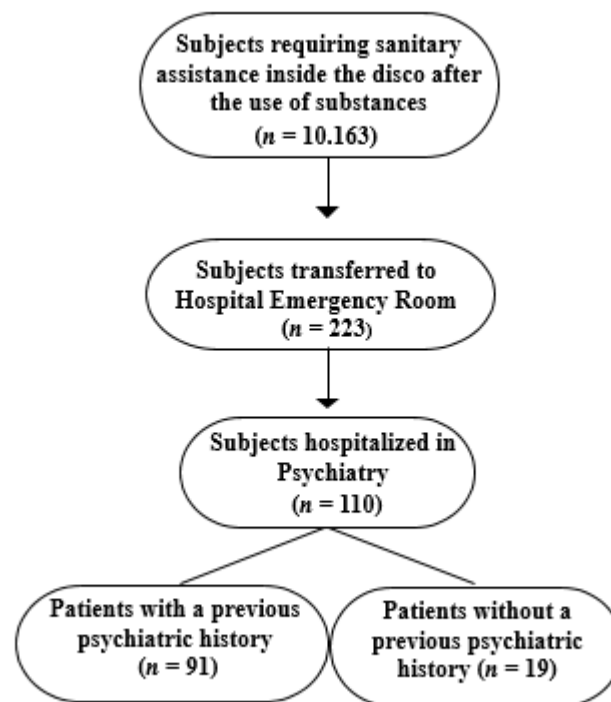 Subjects requiring sanitary
assistance inside the disco after
the use of substances
(n = 10.163)
Subjects transferred to
Hospital Emergency Room
(n = 223)
Subjects hospitalized in
Psychiatry
(n = 110)
Patients with a previous
psychiatric history
(n = 91)
Patients without a
previous psychiatric
history (n = 19)